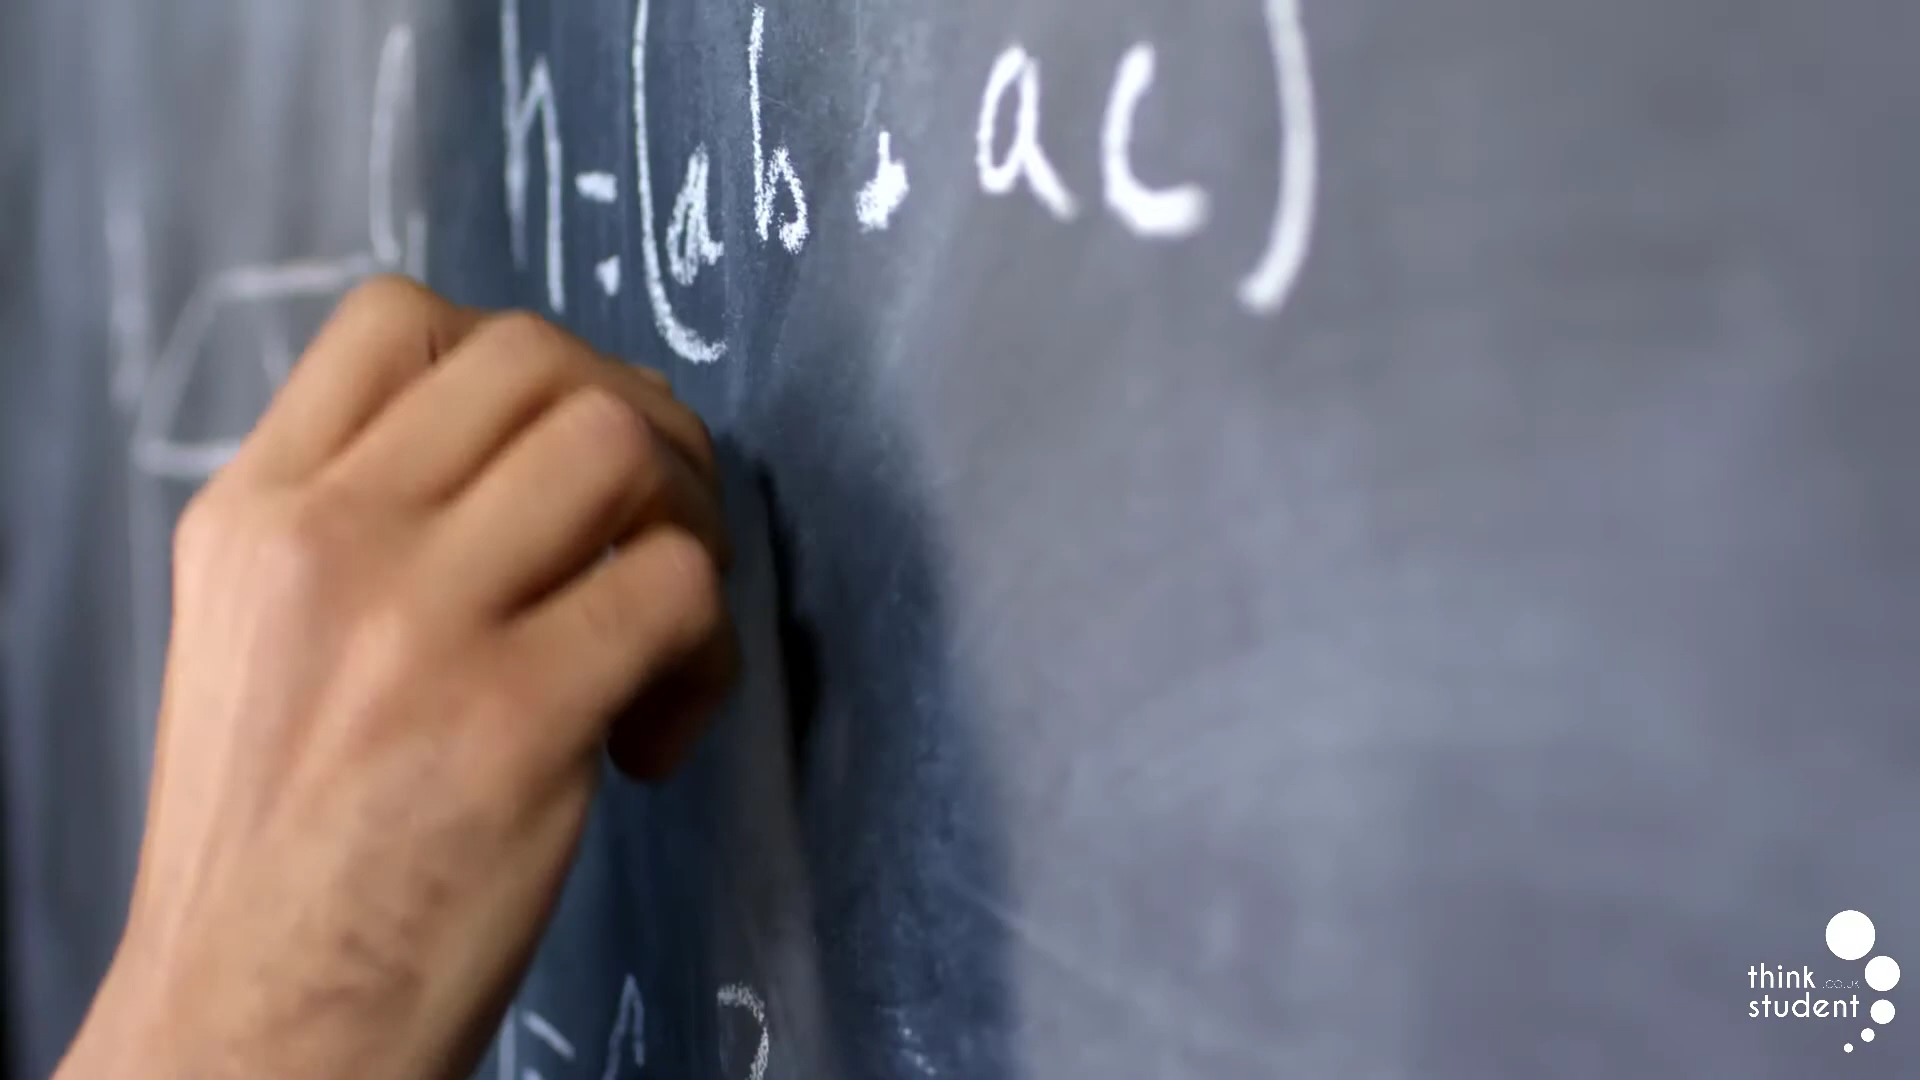 h = (ab . ac)
think .co.uk
student